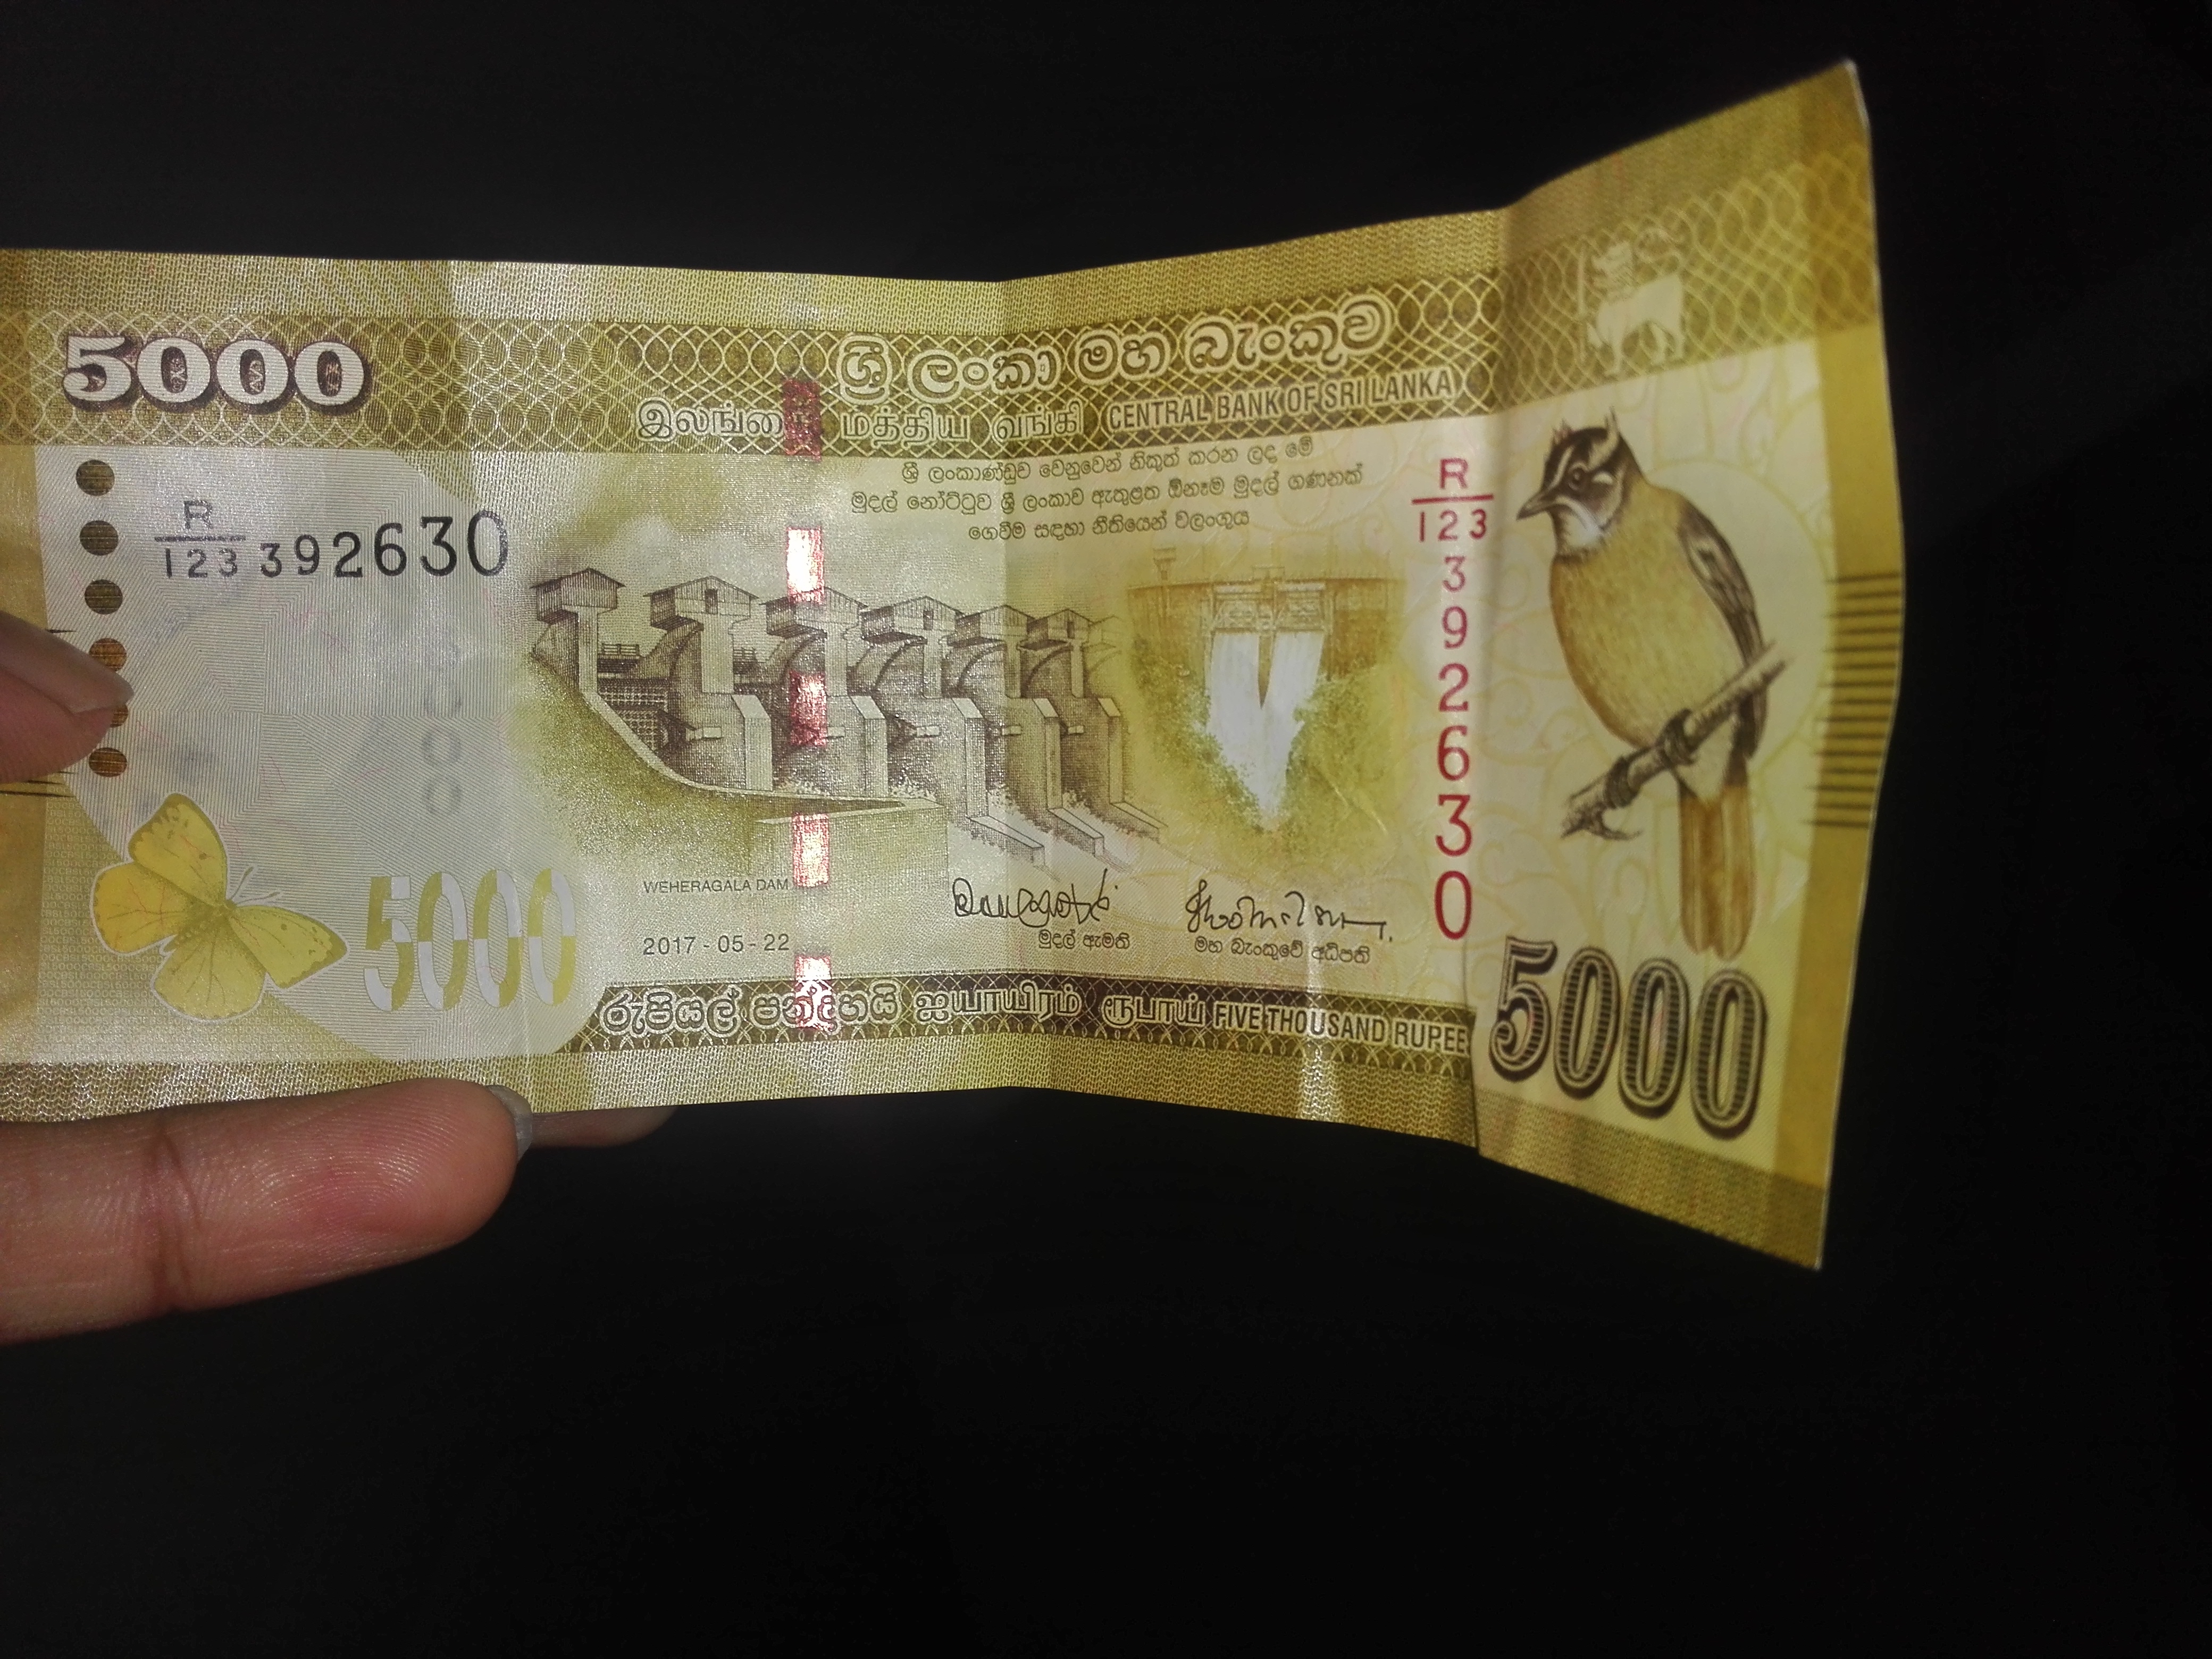 5000
ශ්‍රී ලංකා මහ බැංකුව
இலங்கை மத்திய வங்கி CENTRAL BANK OF SRI LANKA
ශ්‍රී ලංකාණ්ඩුව වෙනුවෙන් නිකුත් කරන ලද මේ
මුදල් නෝට්ටුව ශ්‍රී ලංකාව ඇතුළත ඕනෑම මුදල් ගණනක්
ගෙවීම සඳහා නීතියෙන් වලංගුය
R/123 392630
R/123 392630
WEHERAGALA DAM
2017 - 05 - 22
මුදල් ඇමති
මහ බැංකුවේ අධිපති
5000
රුපියල් පන්දහයි ஐயாயிரம் ரூபாய் FIVE THOUSAND RUPEE
5000